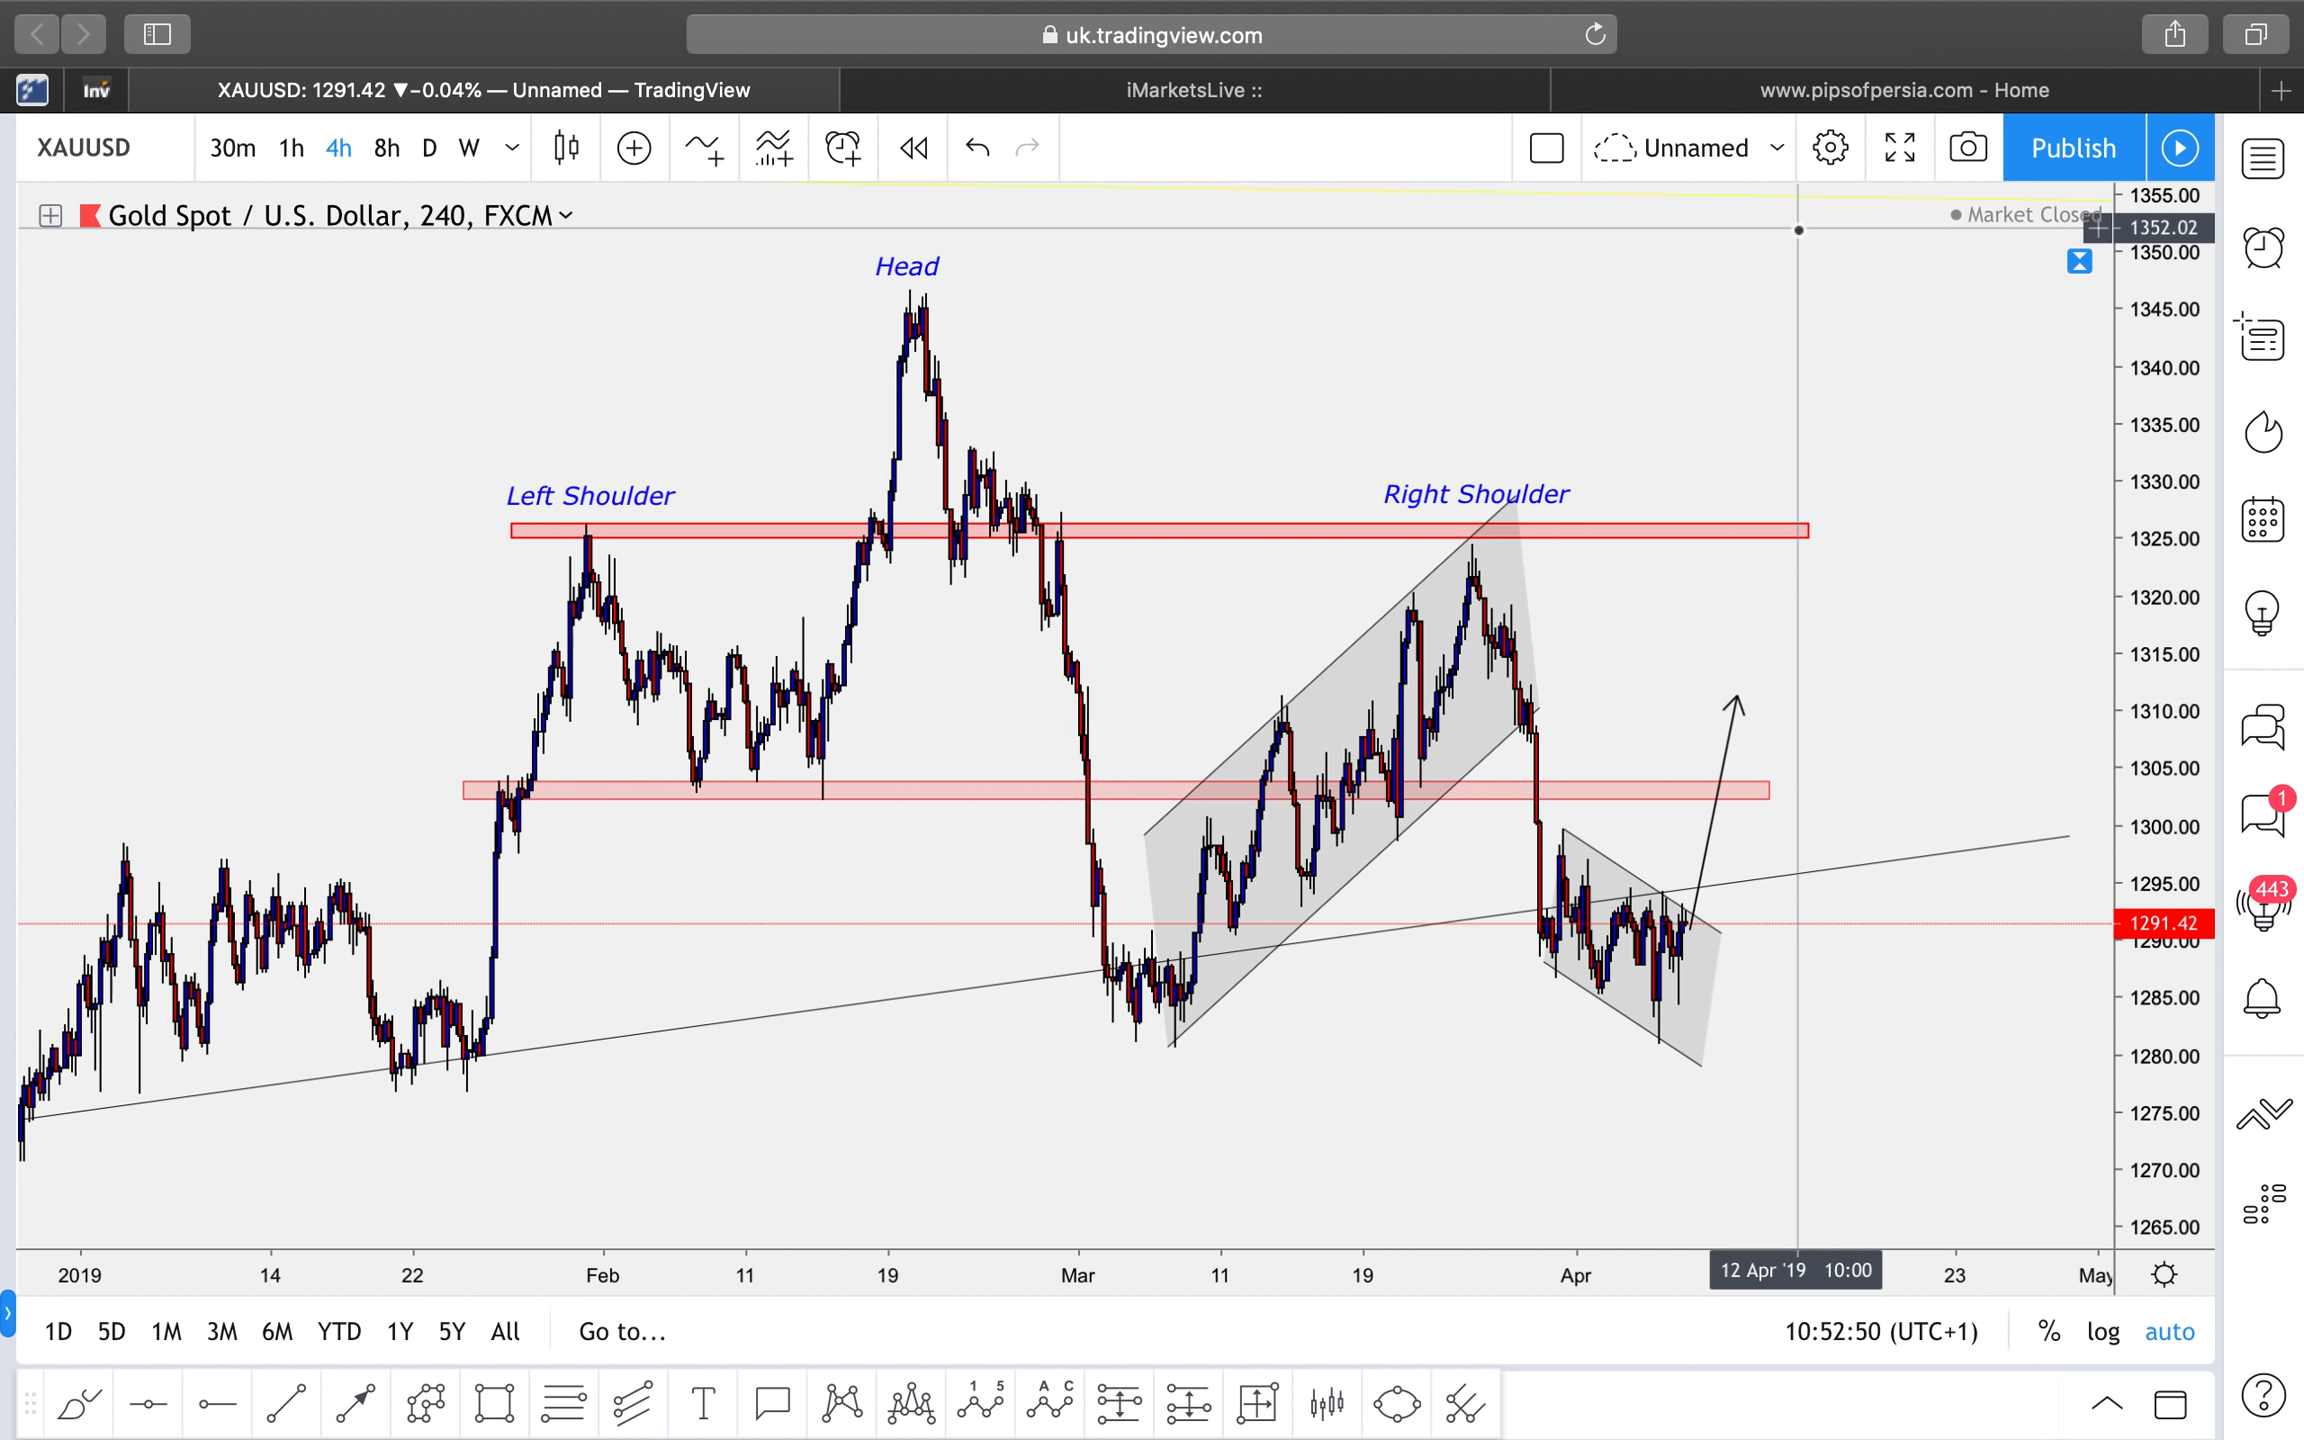 uk.tradingview.com
Inv
XAUUSD: 1291.42 ▼−0.04% — Unnamed — TradingView
iMarketsLive ::
www.pipsofpersia.com - Home
XAUUSD
30m 1h 4h 8h D W
Unnamed
Publish
Gold Spot / U.S. Dollar, 240, FXCM
Market Closed
1355.00
1352.02
1350.00
1345.00
1340.00
1335.00
1330.00
1325.00
1320.00
1315.00
1310.00
1305.00
1300.00
1295.00
1291.42
1290.00
1285.00
1280.00
1275.00
1270.00
1265.00
Head
Left Shoulder
Right Shoulder
1
443
2019 14 22 Feb 11 19 Mar 11 19 Apr 12 Apr '19 10:00 23 May
1D 5D 1M 3M 6M YTD 1Y 5Y All Go to...
10:52:50 (UTC+1) % log auto
T
1 5
A C
?